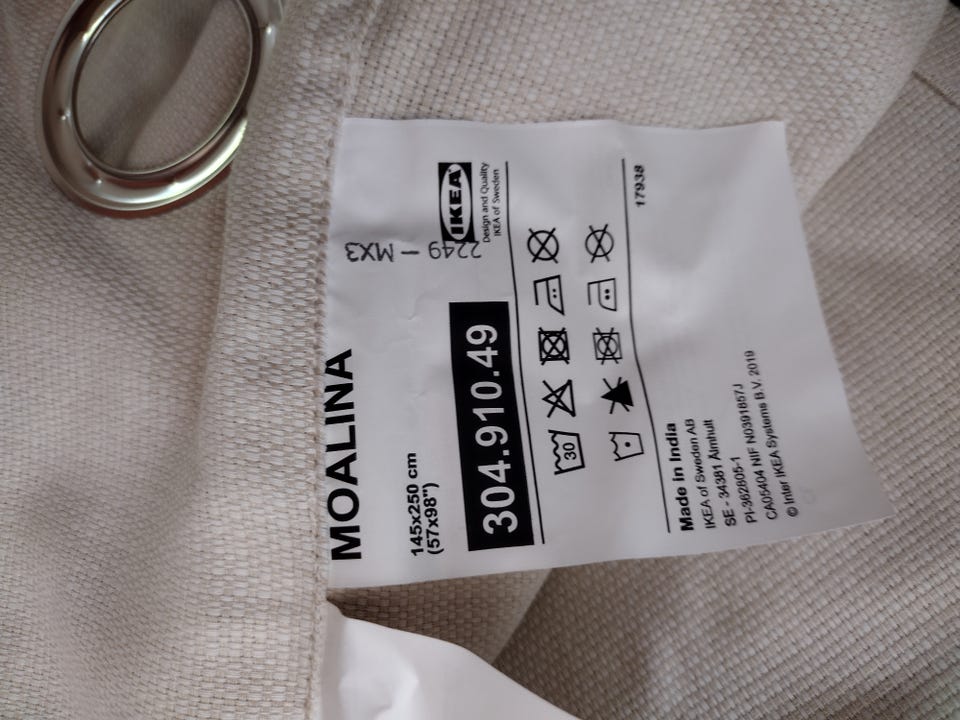 MOALINA
145x250 cm
(57x98")
304.910.49
2249 - MX3
IKEA
Design and Quality
IKEA of Sweden
30
17938
Made in India
IKEA of Sweden AB
SE - 34381 Älmhult
PI-362805-1
CA05404 NIF N0391857J
© Inter IKEA Systems B.V. 2019